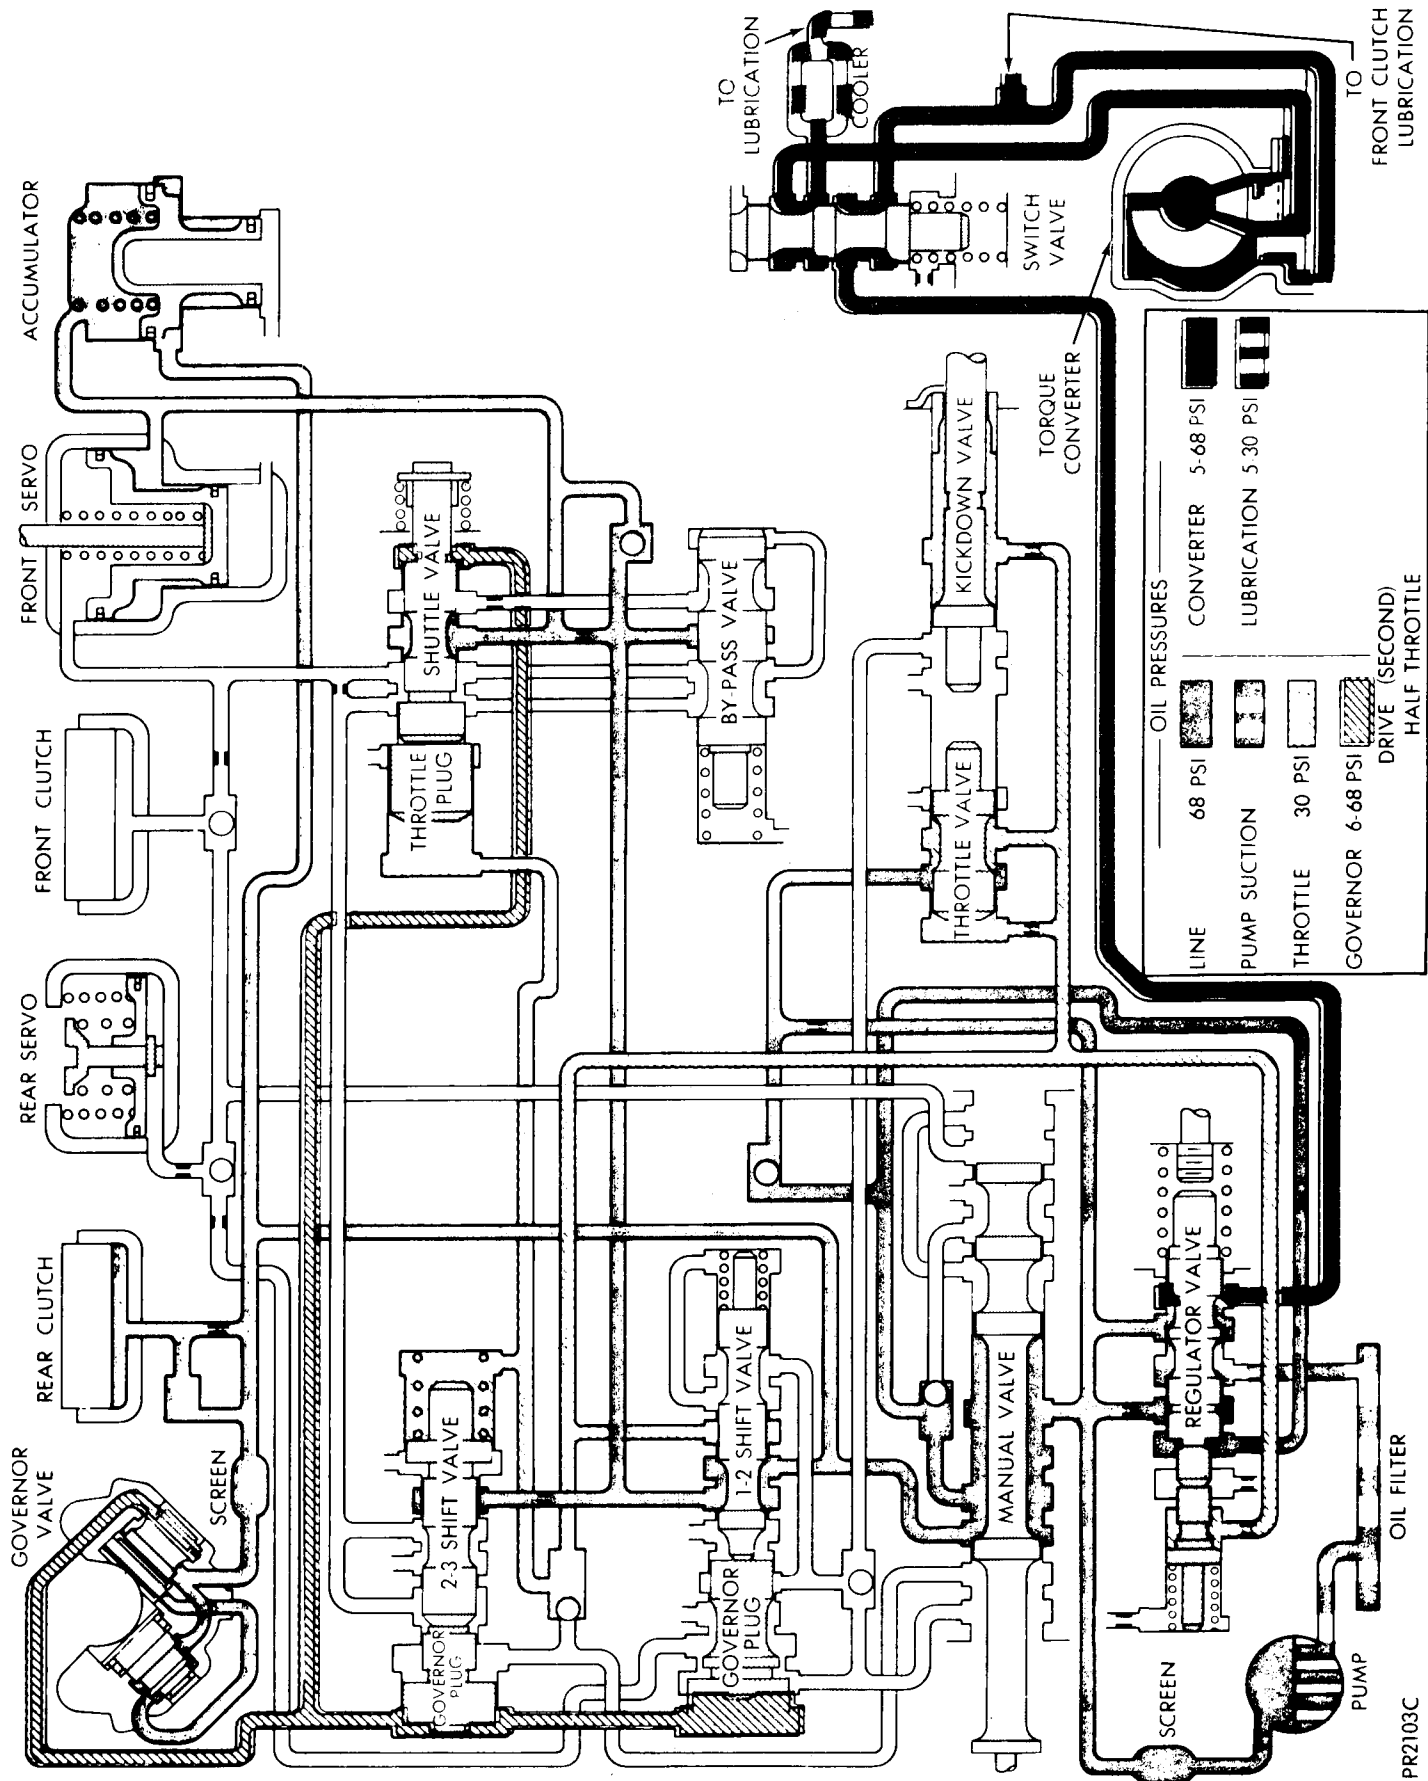 GOVERNOR
VALVE
REAR CLUTCH
REAR SERVO
FRONT CLUTCH
FRONT SERVO
ACCUMULATOR
SCREEN
2-3 SHIFT VALVE
GOVERNOR
PLUG
THROTTLE
PLUG
SHUTTLE VALVE
1-2 SHIFT VALVE
GOVERNOR
PLUG
BY-PASS VALVE
TO
LUBRICATION
COOLER
SWITCH
VALVE
MANUAL VALVE
THROTTLE VALVE
KICKDOWN VALVE
TORQUE
CONVERTER
TO
FRONT CLUTCH
LUBRICATION
SCREEN
REGULATOR VALVE
PUMP
OIL FILTER
OIL PRESSURES
LINE 68 PSI
PUMP SUCTION
THROTTLE 30 PSI
GOVERNOR 6-68 PSI
CONVERTER 5-68 PSI
LUBRICATION 5-30 PSI
DRIVE (SECOND)
HALF THROTTLE
PR2103C